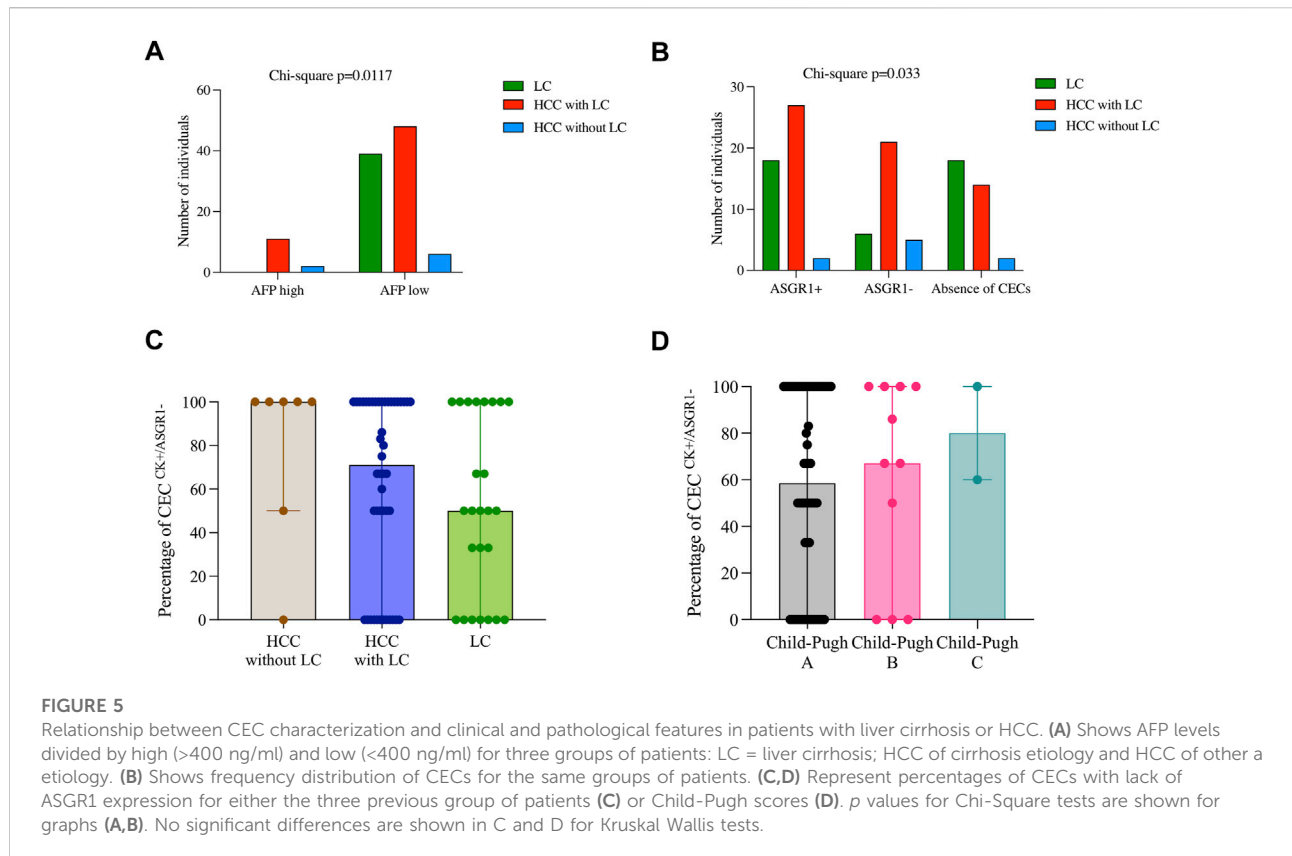 A
Chi-square p=0.0117
Number of individuals
60
40
20
0
AFP high
AFP low
LC
HCC with LC
HCC without LC
B
Chi-square p=0.033
Number of individuals
30
20
10
0
ASGR1+
ASGR1-
Absence of CECs
LC
HCC with LC
HCC without LC
C
Percentage of CEC CK+/ASGR1-
100
80
60
40
20
0
HCC
without LC
HCC
with LC
LC
D
Percentage of CEC CK+/ASGR1-
100
80
60
40
20
0
Child-Pugh
A
Child-Pugh
B
Child-Pugh
C
FIGURE 5
Relationship between CEC characterization and clinical and pathological features in patients with liver cirrhosis or HCC. (A) Shows AFP levels
divided by high (>400 ng/ml) and low (<400 ng/ml) for three groups of patients: LC = liver cirrhosis; HCC of cirrhosis etiology and HCC of other a
etiology. (B) Shows frequency distribution of CECs for the same groups of patients. (C,D) Represent percentages of CECs with lack of
ASGR1 expression for either the three previous group of patients (C) or Child-Pugh scores (D). p values for Chi-Square tests are shown for
graphs (A,B). No significant differences are shown in C and D for Kruskal Wallis tests.